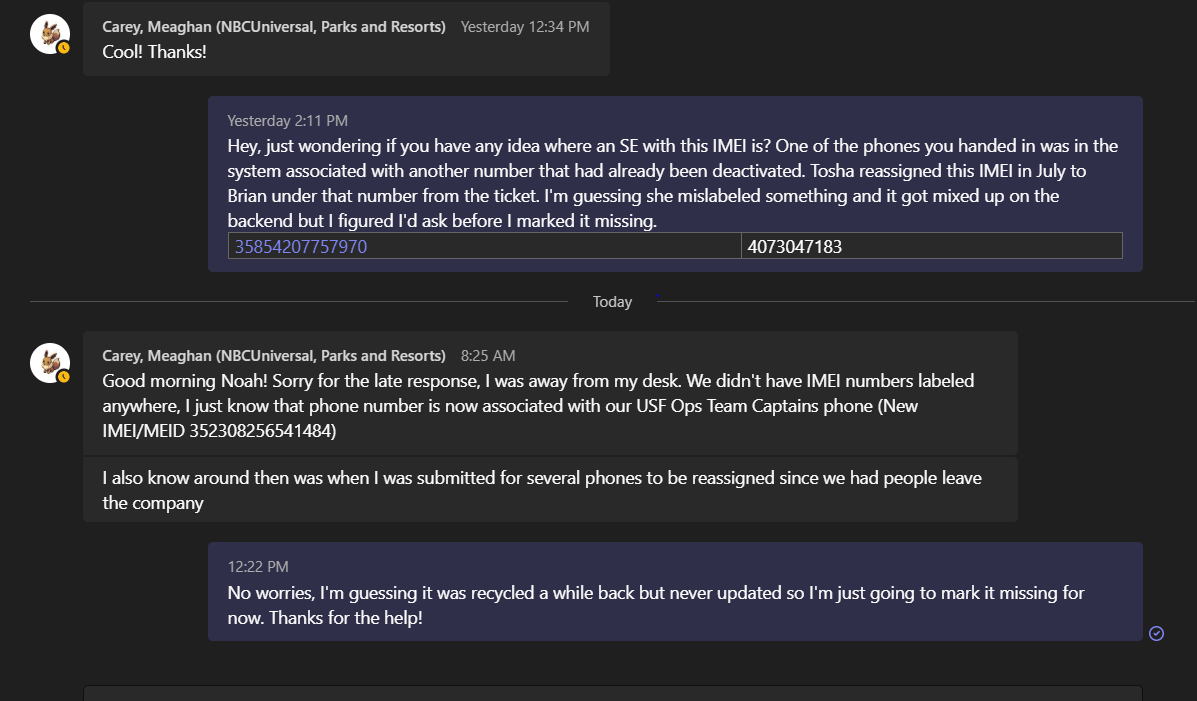 Carey, Meaghan (NBCUniversal, Parks and Resorts) Yesterday 12:34 PM
Cool! Thanks!
Yesterday 2:11 PM
Hey, just wondering if you have any idea where an SE with this IMEI is? One of the phones you handed in was in the
system associated with another number that had already been deactivated. Tosha reassigned this IMEI in July to
Brian under that number from the ticket. I'm guessing she mislabeled something and it got mixed up on the
backend but I figured I'd ask before I marked it missing.
35854207757970 4073047183
Today
Carey, Meaghan (NBCUniversal, Parks and Resorts) 8:25 AM
Good morning Noah! Sorry for the late response, I was away from my desk. We didn't have IMEI numbers labeled
anywhere, I just know that phone number is now associated with our USF Ops Team Captains phone (New
IMEI/MEID 352308256541484)
I also know around then was when I was submitted for several phones to be reassigned since we had people leave
the company
12:22 PM
No worries, I'm guessing it was recycled a while back but never updated so I'm just going to mark it missing for
now. Thanks for the help!